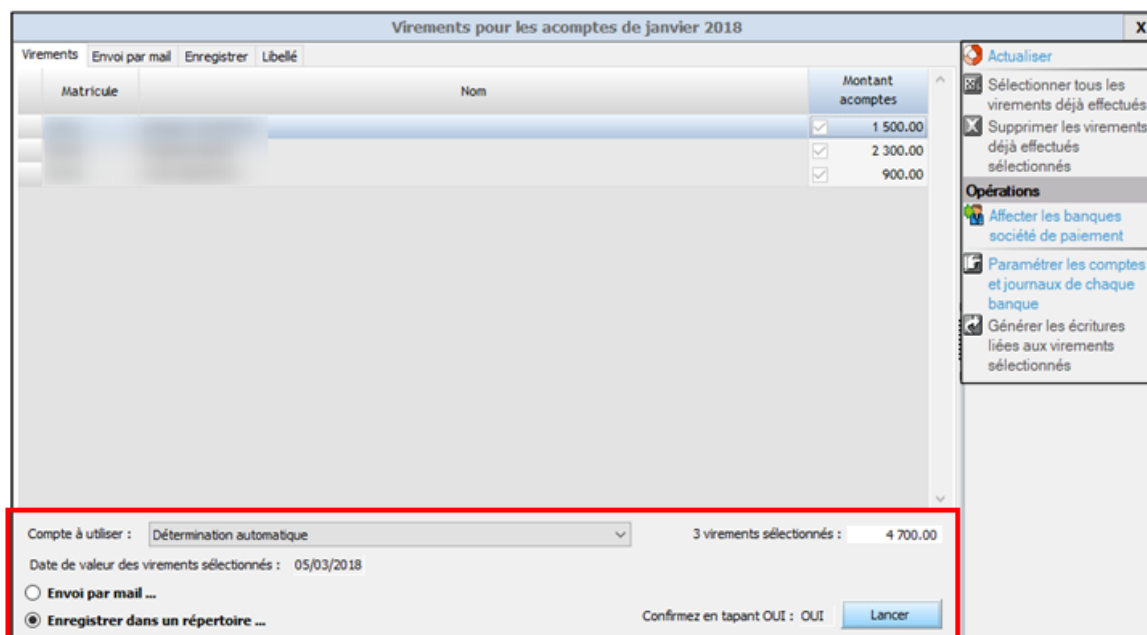 Virements pour les acomptes de janvier 2018
X
Virements Envoi par mail Enregistrer Libellé
Matricule Nom Montant acomptes
1 500.00
2 300.00
900.00
Actualiser
Sélectionner tous les
virements déjà effectués
Supprimer les virements
déjà effectués
sélectionnés
Opérations
Affecter les banques
société de paiement
Paramétrer les comptes
et journaux de chaque
banque
Générer les écritures
liées aux virements
sélectionnés
Compte à utiliser : Détermination automatique 3 virements sélectionnés : 4 700.00
Date de valeur des virements sélectionnés : 05/03/2018
Envoi par mail ...
Enregistrer dans un répertoire ... Confirmez en tapant OUI : OUI Lancer